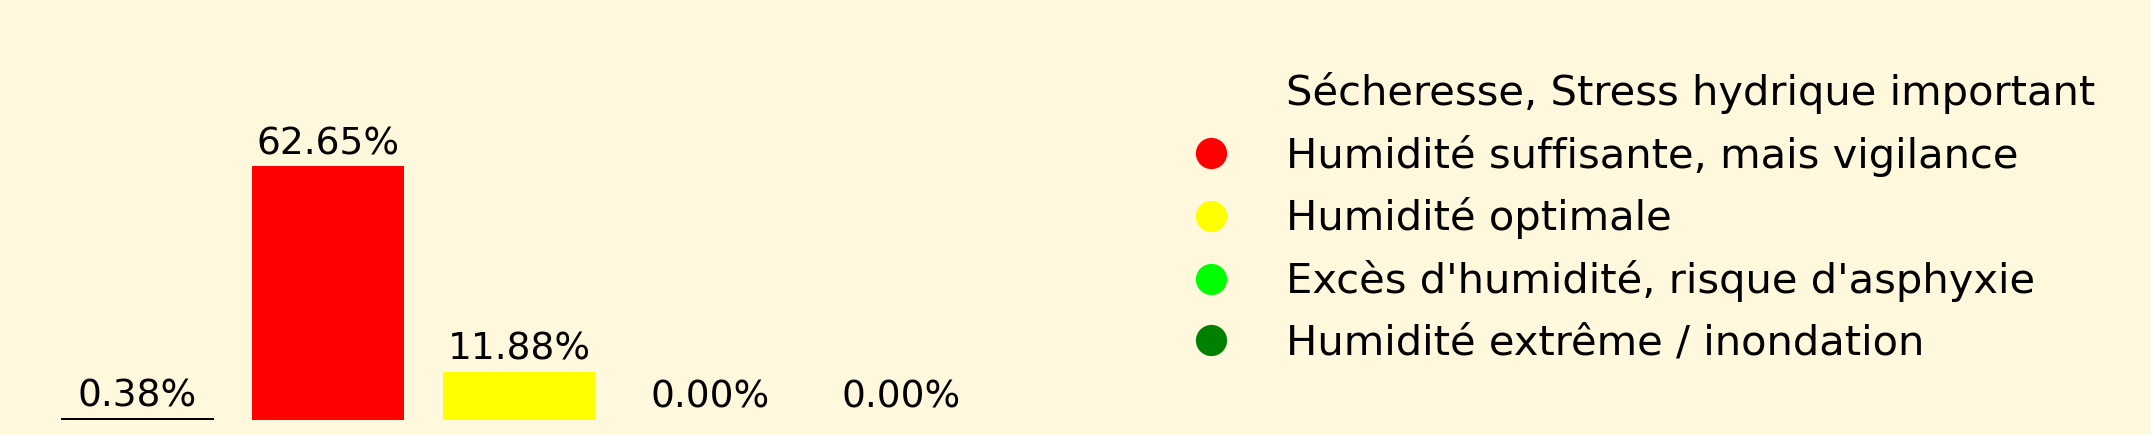 62.65%
11.88%
0.38%
0.00%
0.00%
Sécheresse, Stress hydrique important
Humidité suffisante, mais vigilance
Humidité optimale
Excès d'humidité, risque d'asphyxie
Humidité extrême / inondation